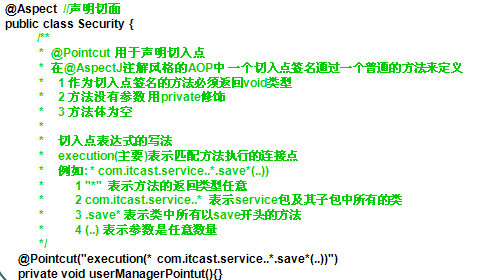 @Aspect //声明切面
public class Security {
/**
* @Pointcut 用于声明切入点
* 在@AspectJ注解风格的AOP中 一个切入点签名通过一个普通的方法来定义
* 1 作为切入点签名的方法必须返回void类型
* 2 方法没有参数 用private修饰
* 3 方法体为空
*
* 切入点表达式的写法
* execution(主要)表示匹配方法执行的连接点
* 例如: * com.itcast.service..*.save*(..))
* 1 "*" 表示方法的返回类型任意
* 2 com.itcast.service..* 表示service包及其子包中所有的类
* 3 .save* 表示类中所有以save开头的方法
* 4 (..) 表示参数是任意数量
*/
@Pointcut("execution(* com.itcast.service..*.save*(..))")
private void userManagerPointut(){}